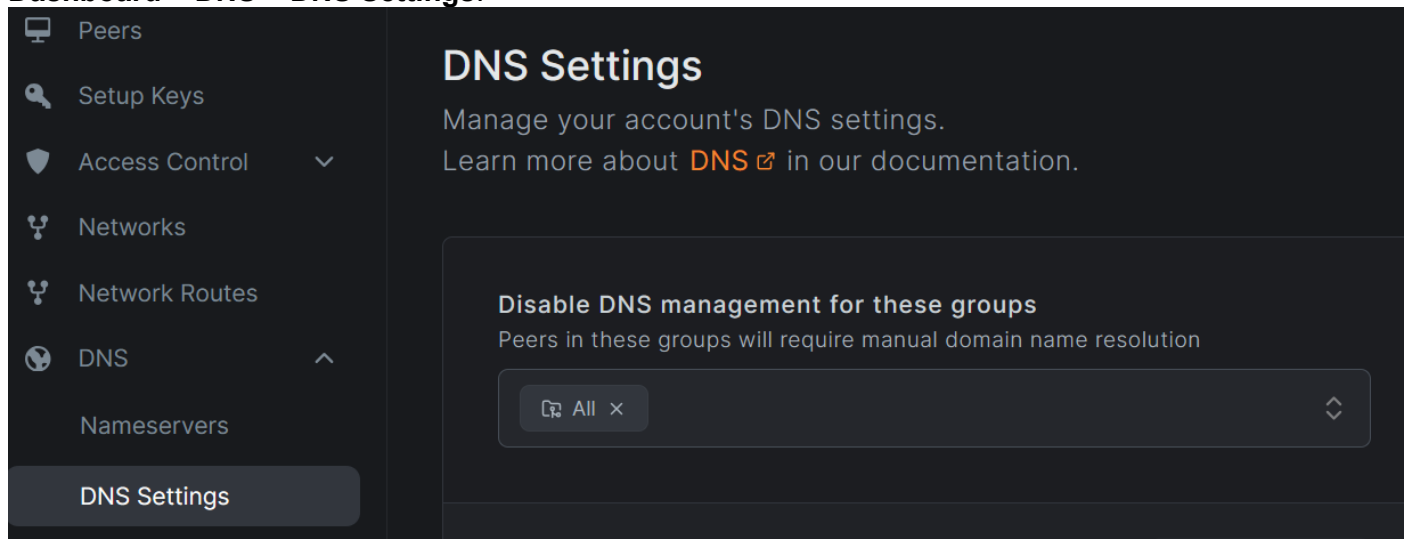 Peers
Setup Keys
Access Control
Networks
Network Routes
DNS
Nameservers
DNS Settings
DNS Settings
Manage your account's DNS settings.
Learn more about DNS in our documentation.
Disable DNS management for these groups
Peers in these groups will require manual domain name resolution
All